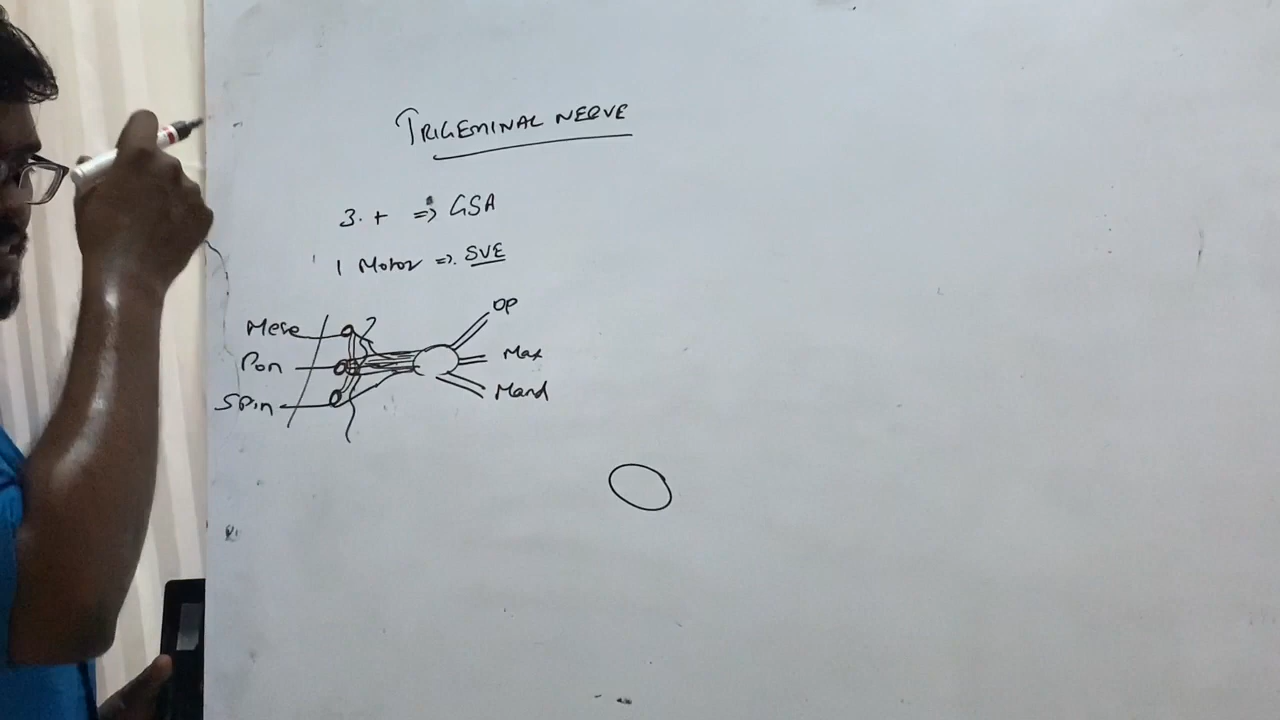 TRIGEMINAL NERVE
3. + => GSA
1 Motor => SVE
OP
Mese
Max
Pon
Mand
Spin